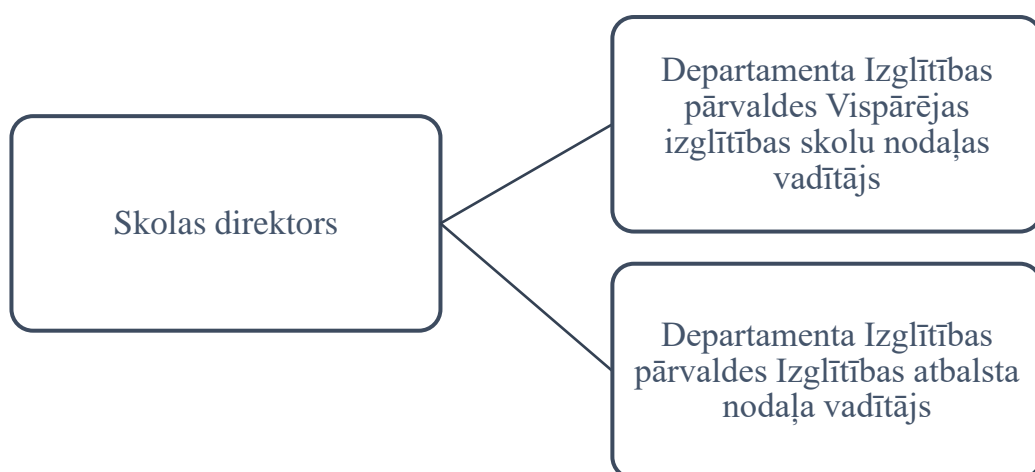 Skolas direktors
Departamenta Izglītības
pārvaldes Vispārējas
izglītības skolu nodaļas
vadītājs
Departamenta Izglītības
pārvaldes Izglītības atbalsta
nodaļa vadītājs